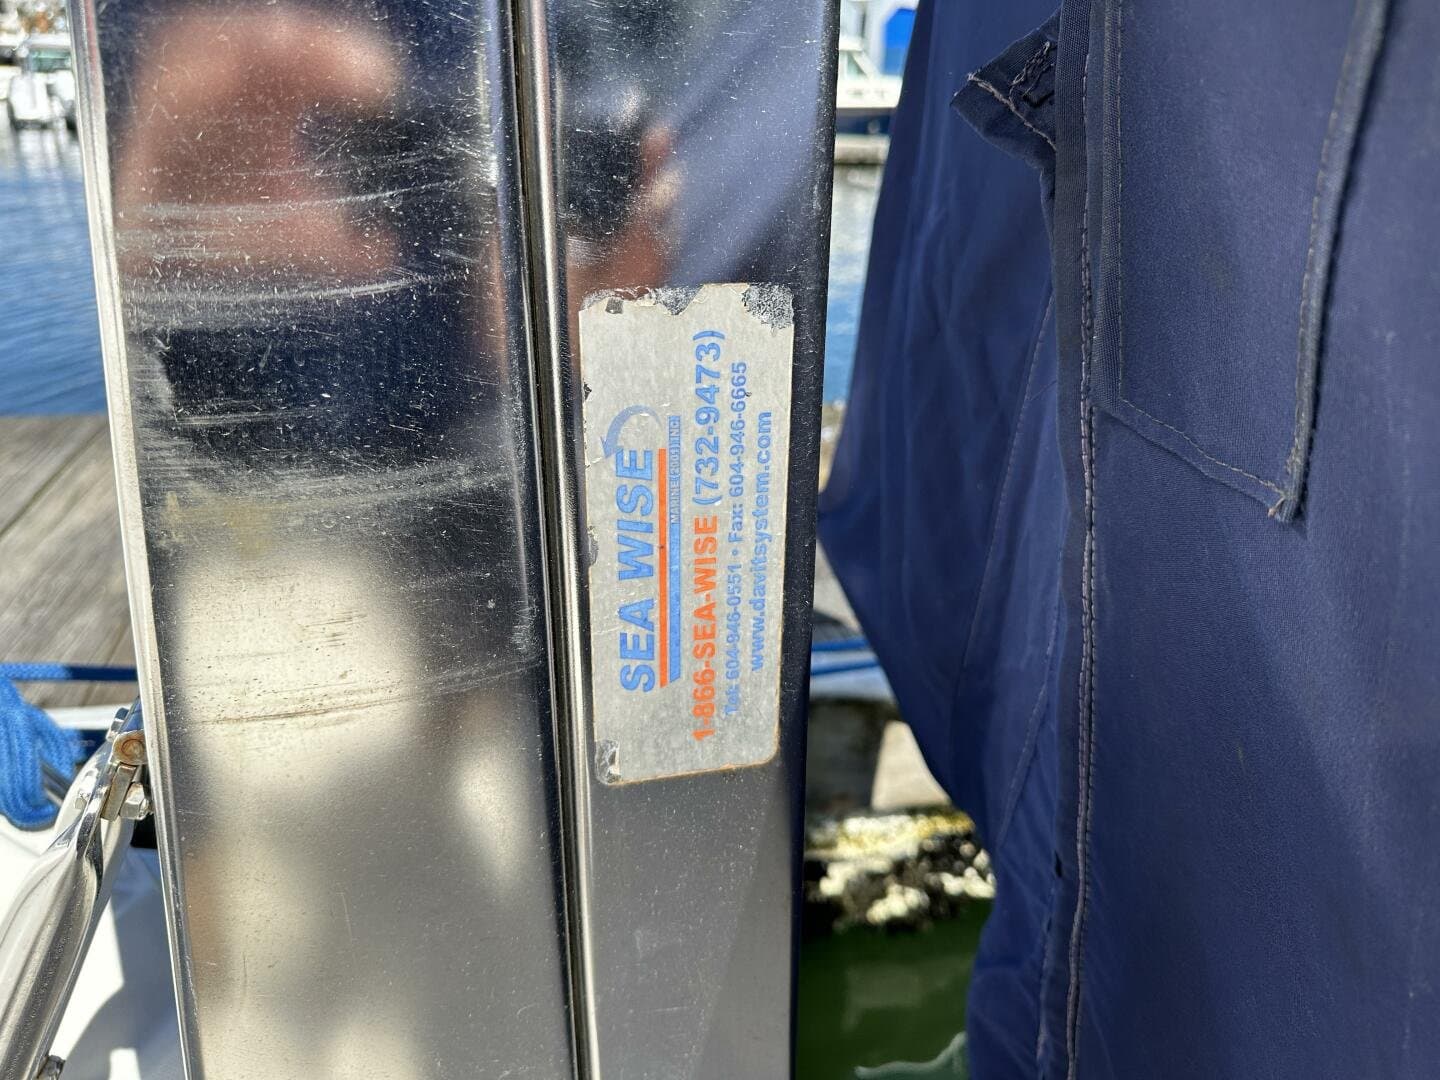 SEA WISE
MARINE (2001) INC.
1-866-SEA-WISE (732-9473)
Tel: 604-946-0551 • Fax: 604-946-6665
www.davitsystem.com